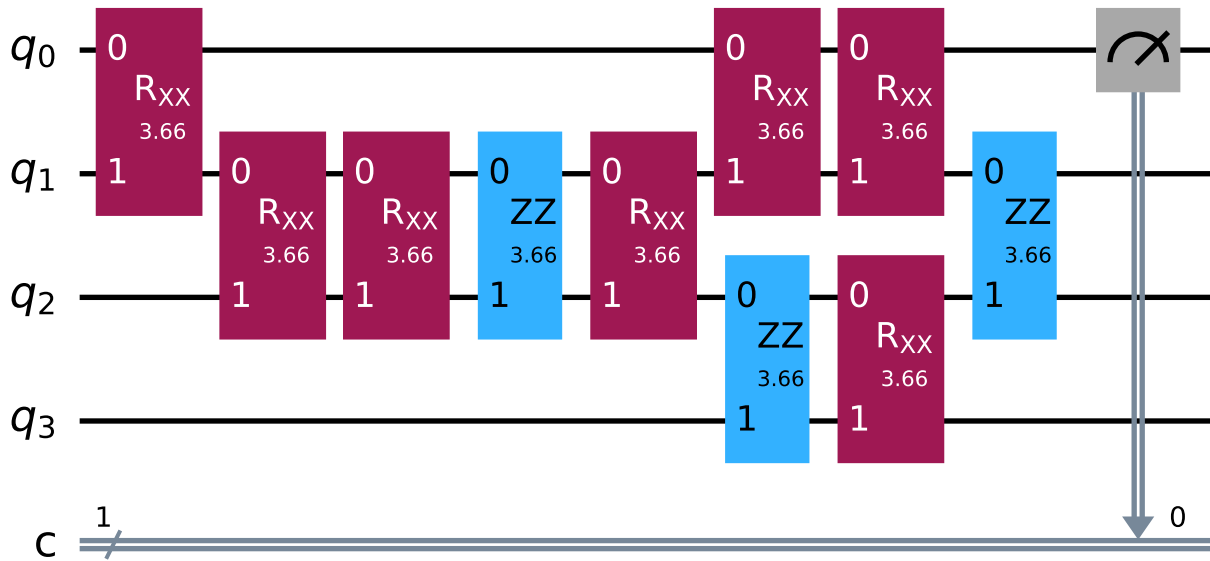 q0 0 0 0
RXX RXX RXX
3.66 3.66 3.66
q1 1 0 0 0 0 1 1 0
RXX RXX ZZ RXX ZZ
3.66 3.66 3.66 3.66 3.66
q2 1 1 1 1 0 0 1
ZZ RXX
3.66 3.66
q3 1 1
1 0
c